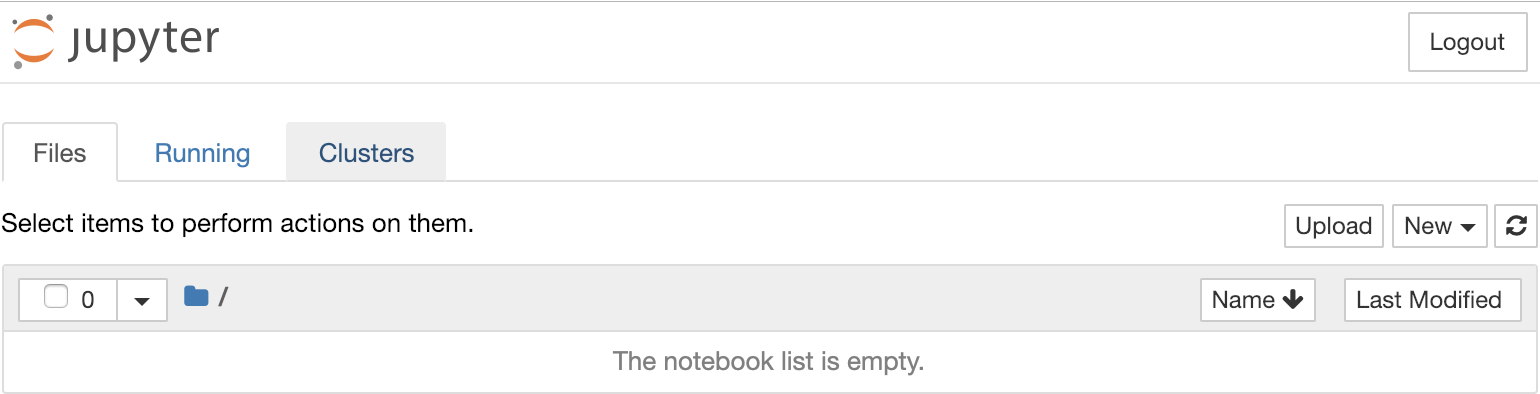 jupyter
Logout
Files Running Clusters
Select items to perform actions on them.
Upload New
0 / Name Last Modified
The notebook list is empty.